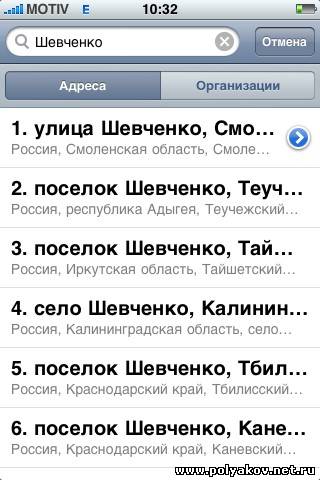 MOTIV E 10:32
Шевченко Отмена
Адреса Организации
1. улица Шевченко, Смо...
Россия, Смоленская область, Смоле...
2. поселок Шевченко, Теуч...
Россия, республика Адыгея, Теучежский...
3. поселок Шевченко, Тай...
Россия, Иркутская область, Тайшетский...
4. село Шевченко, Калинин...
Россия, Калининградская область, село...
5. поселок Шевченко, Тбил...
Россия, Краснодарский край, Тбилисский...
6. поселок Шевченко, Кане...
Россия, Краснодарский край, Каневский...
www.polyakov.net.ru